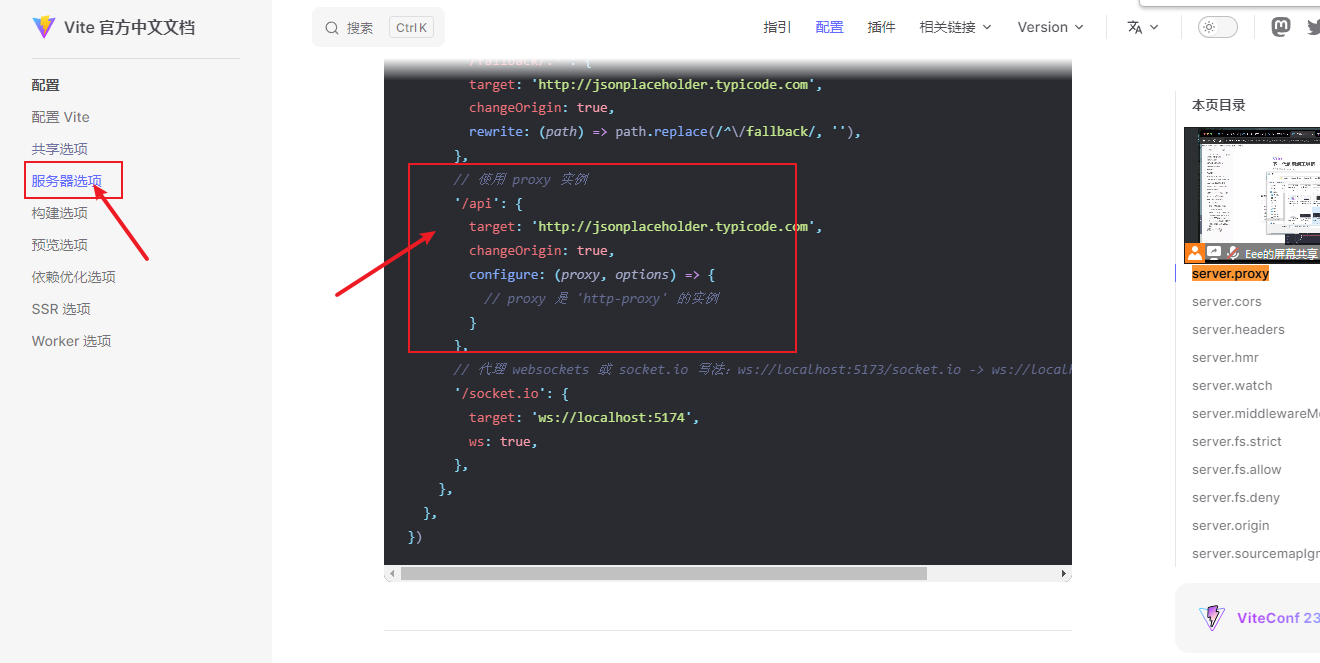 Vite 官方中文文档
搜索 Ctrl K
指引 配置 插件 相关链接 Version
配置
配置 Vite
共享选项
服务器选项
构建选项
预览选项
依赖优化选项
SSR 选项
Worker 选项
target: 'http://jsonplaceholder.typicode.com',
changeOrigin: true,
rewrite: (path) => path.replace(/^\/fallback/, ''),
},
// 使用 proxy 实例
'/api': {
target: 'http://jsonplaceholder.typicode.com',
changeOrigin: true,
configure: (proxy, options) => {
// proxy 是 'http-proxy' 的实例
}
},
// 代理 websockets 或 socket.io 写法：ws://localhost:5173/socket.io -> ws://local
'/socket.io': {
target: 'ws://localhost:5174',
ws: true,
},
},
},
})
本页目录
Eee的屏幕共享
server.proxy
server.cors
server.headers
server.hmr
server.watch
server.middlewareM
server.fs.strict
server.fs.allow
server.fs.deny
server.origin
server.sourcemapIgn
ViteConf 23